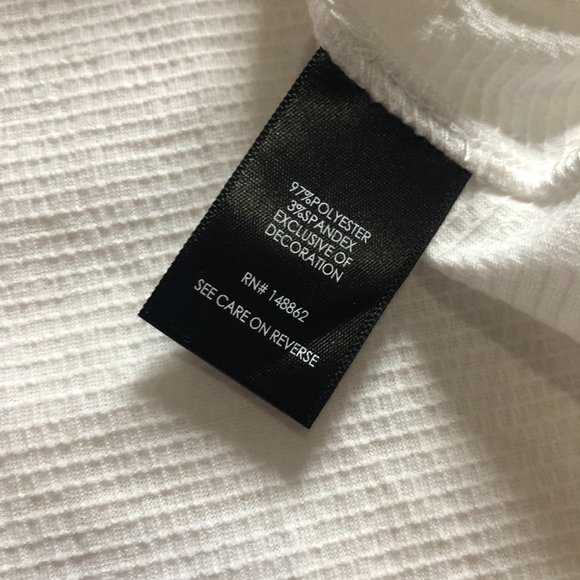 97%POLYESTER
3%SPANDEX
EXCLUSIVE OF
DECORATION
RN# 148862
SEE CARE ON REVERSE